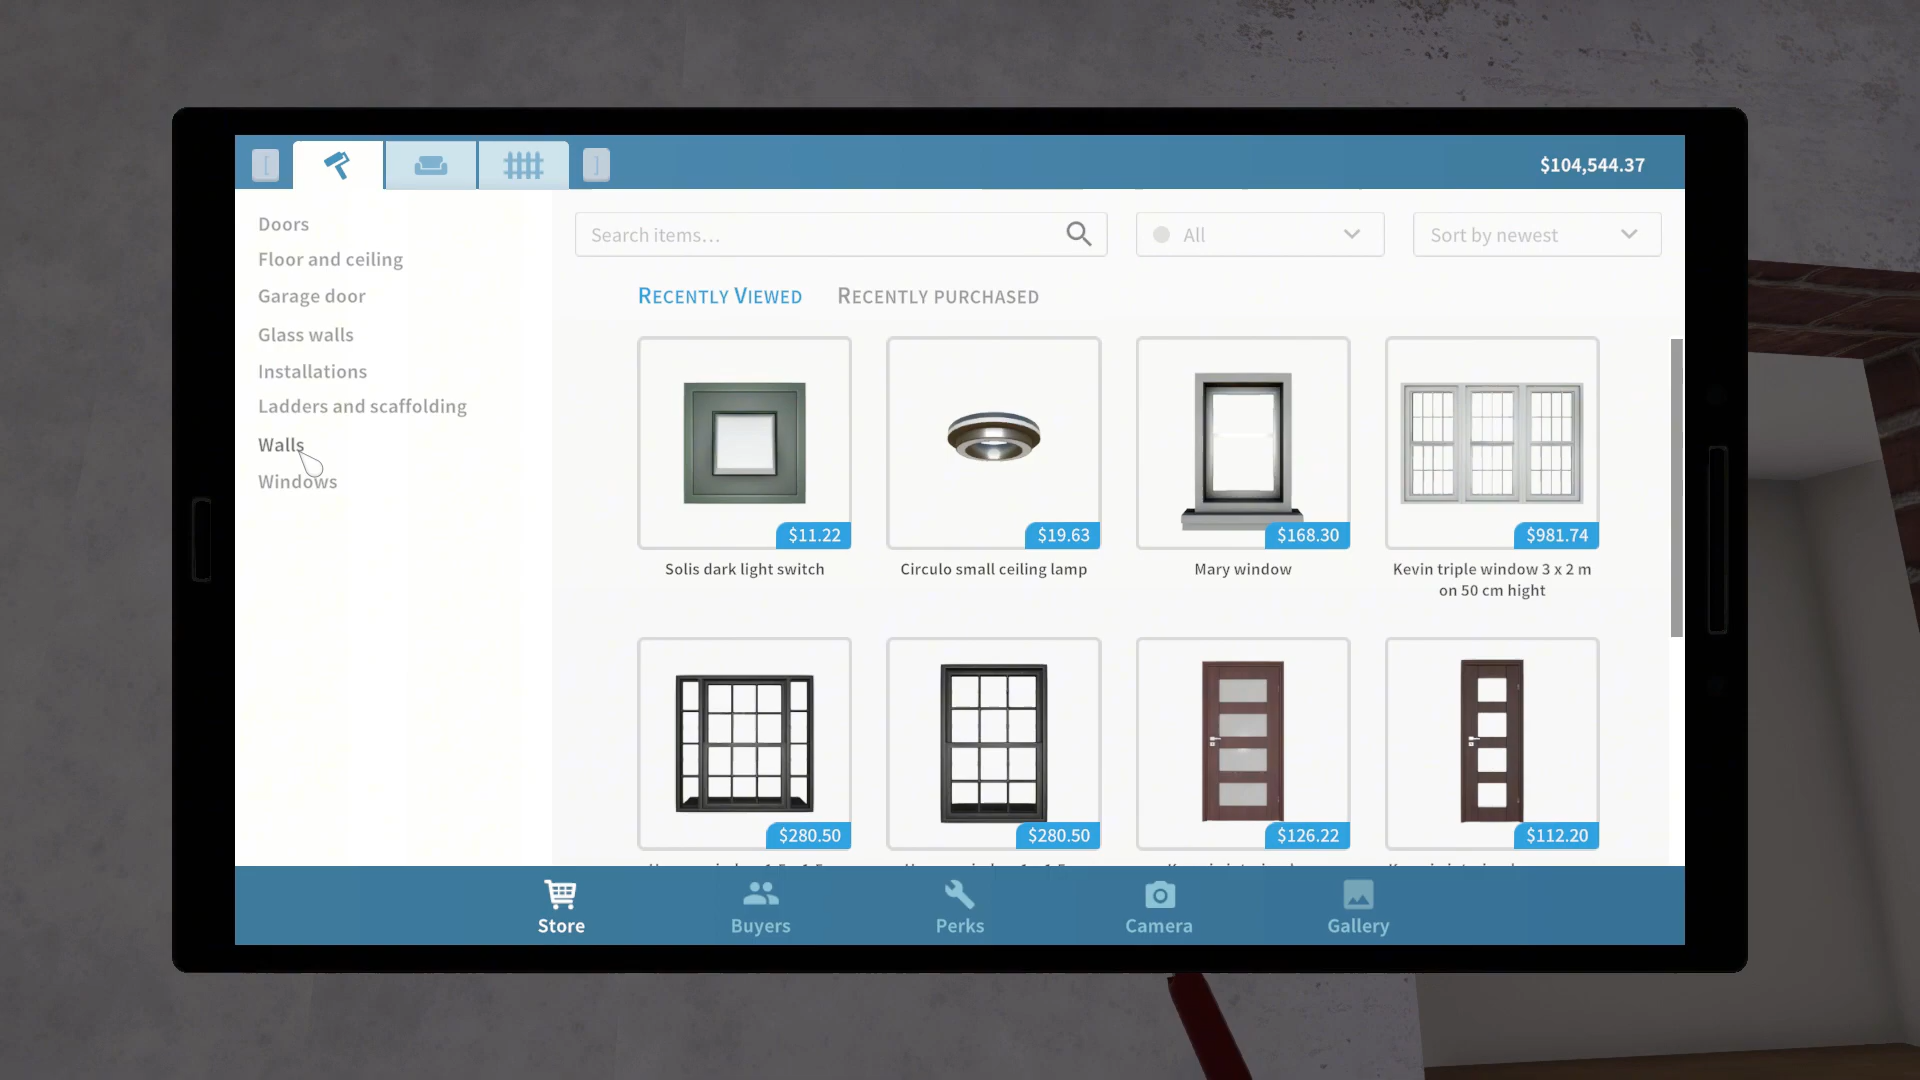 [
]
$104,544.37
Doors
Floor and ceiling
Garage door
Glass walls
Installations
Ladders and scaffolding
Walls
Windows
Search items...
All
Sort by newest
RECENTLY VIEWED
RECENTLY PURCHASED
$11.22
$19.63
$168.30
$981.74
Solis dark light switch
Circulo small ceiling lamp
Mary window
Kevin triple window 3 x 2 m
on 50 cm hight
$280.50
$280.50
$126.22
$112.20
Store
Buyers
Perks
Camera
Gallery